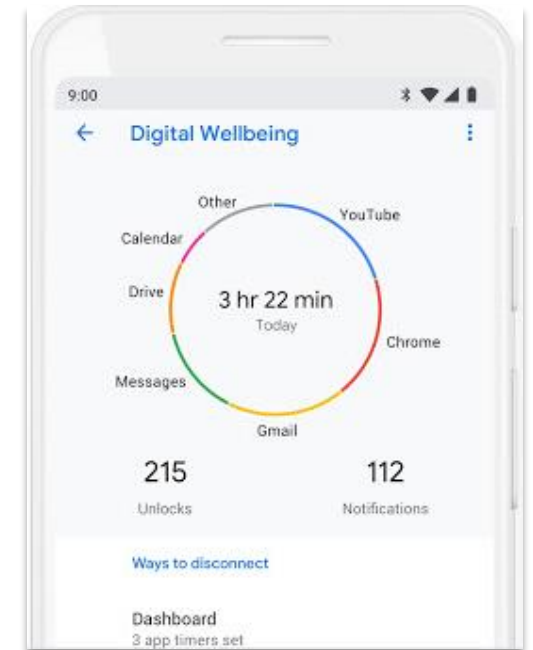 9:00
Digital Wellbeing
Other
YouTube
Calendar
Drive
3 hr 22 min
Today
Chrome
Messages
Gmail
215
112
Unlocks
Notifications
Ways to disconnect
Dashboard
3 app timers set